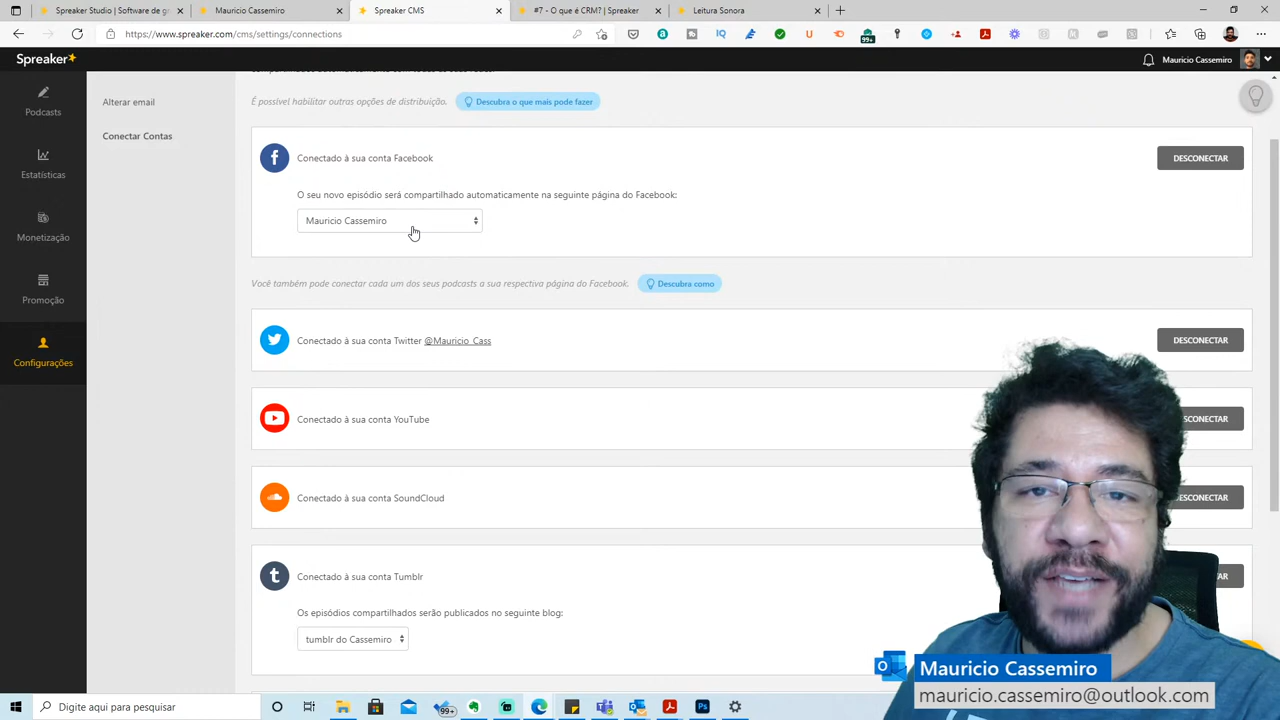 Spreaker Studio | Software de g
Mauricio Cassemiro
Spreaker CMS
#7 - O que é CRM? | Spreaker
Leitura Sonora
https://www.spreaker.com/cms/settings/connections
Spreaker
Mauricio Cassemiro
Podcasts
Estatísticas
Monetização
Promoção
Configurações
Alterar email
Conectar Contas
É possível habilitar outras opções de distribuição.
Descubra o que mais pode fazer
Conectado à sua conta Facebook
DESCONECTAR
O seu novo episódio será compartilhado automaticamente na seguinte página do Facebook:
Mauricio Cassemiro
Você também pode conectar cada um dos seus podcasts a sua respectiva página do Facebook.
Descubra como
Conectado à sua conta Twitter @Mauricio_Cass
DESCONECTAR
Conectado à sua conta YouTube
ESCONECTAR
Conectado à sua conta SoundCloud
DESCONECTAR
Conectado à sua conta Tumblr
TAR
Os episódios compartilhados serão publicados no seguinte blog:
tumblr do Cassemiro
Mauricio Cassemiro
mauricio.cassemiro@outlook.com
Digite aqui para pesquisar
99+